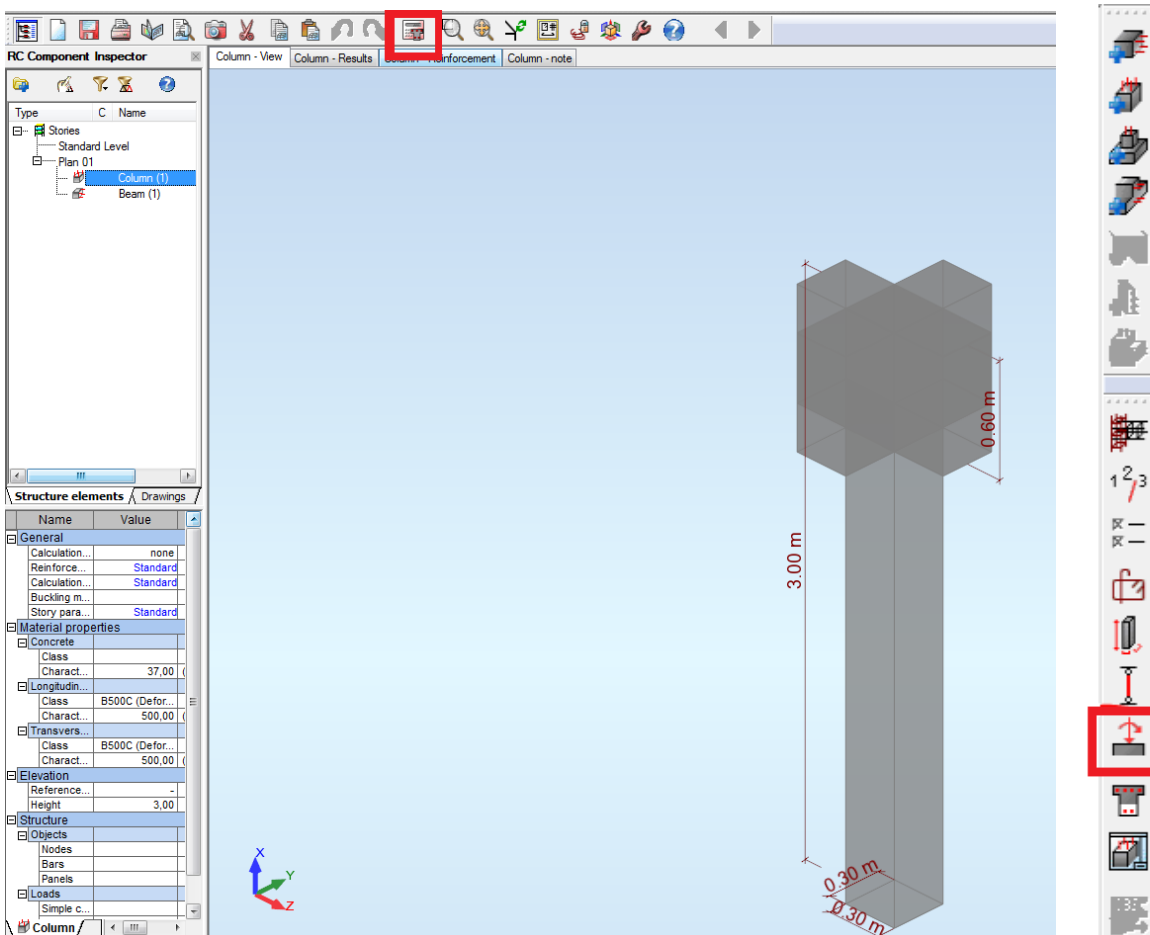 RC Component Inspector
Column - View
Column - Results
Column - Reinforcement
Column - note
Type C Name
Stories
Standard Level
Plan 01
Column (1)
Beam (1)
Structure elements
Drawings
Name Value
General
Calculation... none
Reinforce... Standard
Calculation... Standard
Buckling m...
Story para... Standard
Material properties
Concrete
Class
Charact... 37,00 (
Longitudin...
Class B500C (Defor...
Charact... 500,00 (
Transvers...
Class B500C (Defor...
Charact... 500,00 (
Elevation
Reference... -
Height 3,00
Structure
Objects
Nodes
Bars
Panels
Loads
Simple c...
Column
3.00 m
0.60 m
0.30 m
0.30 m
X
Y
Z
1 2/3